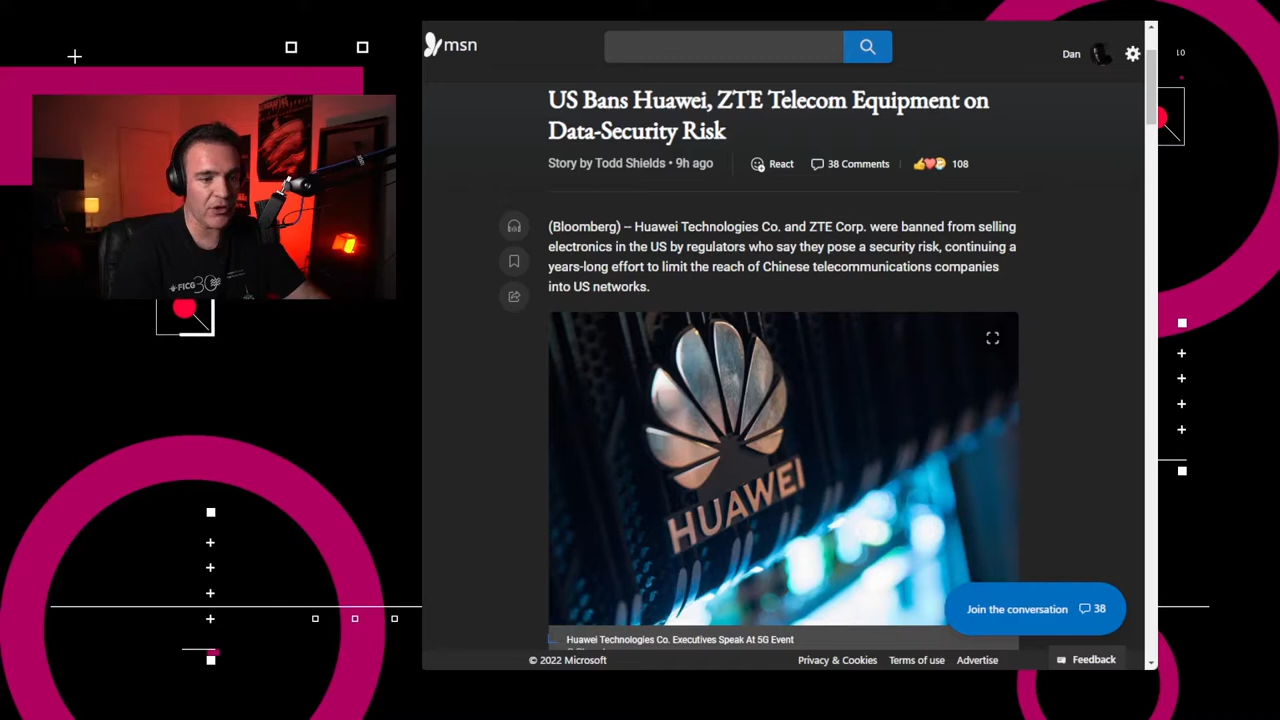 msn
Dan
10
US Bans Huawei, ZTE Telecom Equipment on
Data-Security Risk
Story by Todd Shields • 9h ago
React
38 Comments
108
(Bloomberg) -- Huawei Technologies Co. and ZTE Corp. were banned from selling
electronics in the US by regulators who say they pose a security risk, continuing a
years-long effort to limit the reach of Chinese telecommunications companies
into US networks.
FICG 30
HUAWEI
Join the conversation 38
Huawei Technologies Co. Executives Speak At 5G Event
© 2022 Microsoft
Privacy & Cookies
Terms of use
Advertise
Feedback